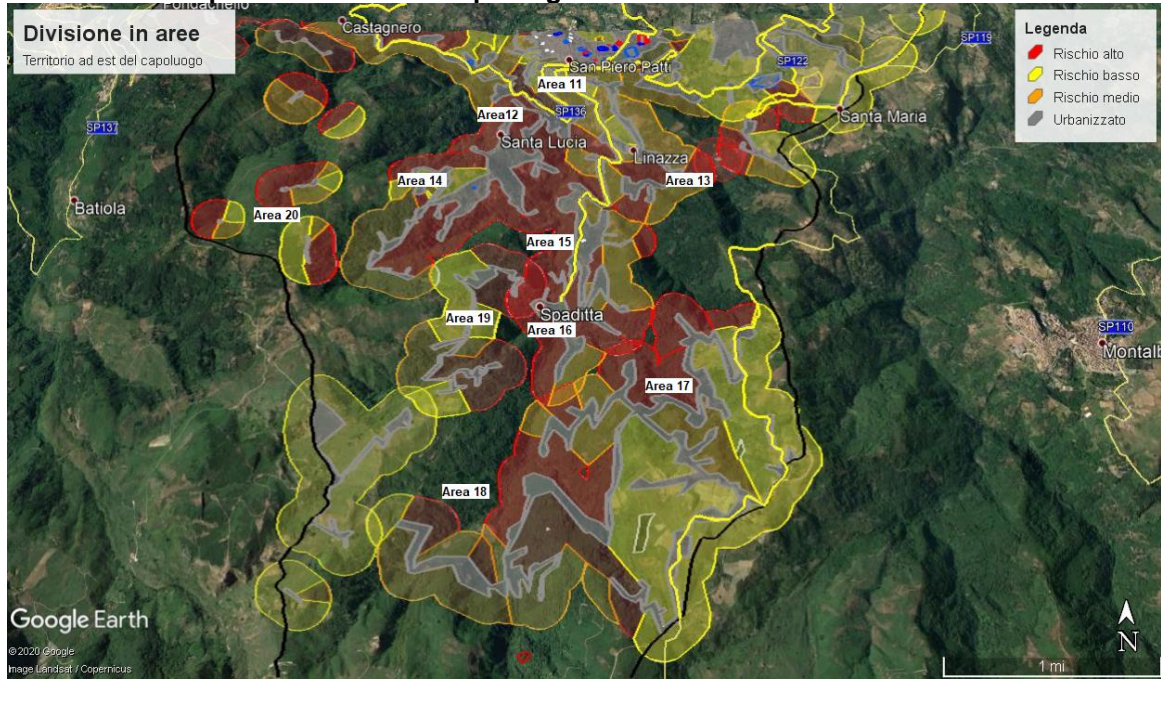 Divisione in aree
Territorio ad est del capoluogo
Castagnero
Legenda
Rischio alto
Rischio basso
Rischio medio
Urbanizzato
SP119
SP122
San Piero Patti
Area 11
SP136
Area12
Santa Maria
SP137
Santa Lucia
Linazza
Area 14
Area 13
Batiola
Area 20
Area 15
Spaditta
Area 19
Area 16
SP110
Montalb
Area 17
Area 18
Google Earth
© 2020 Google
Image Landsat / Copernicus
N
1 mi